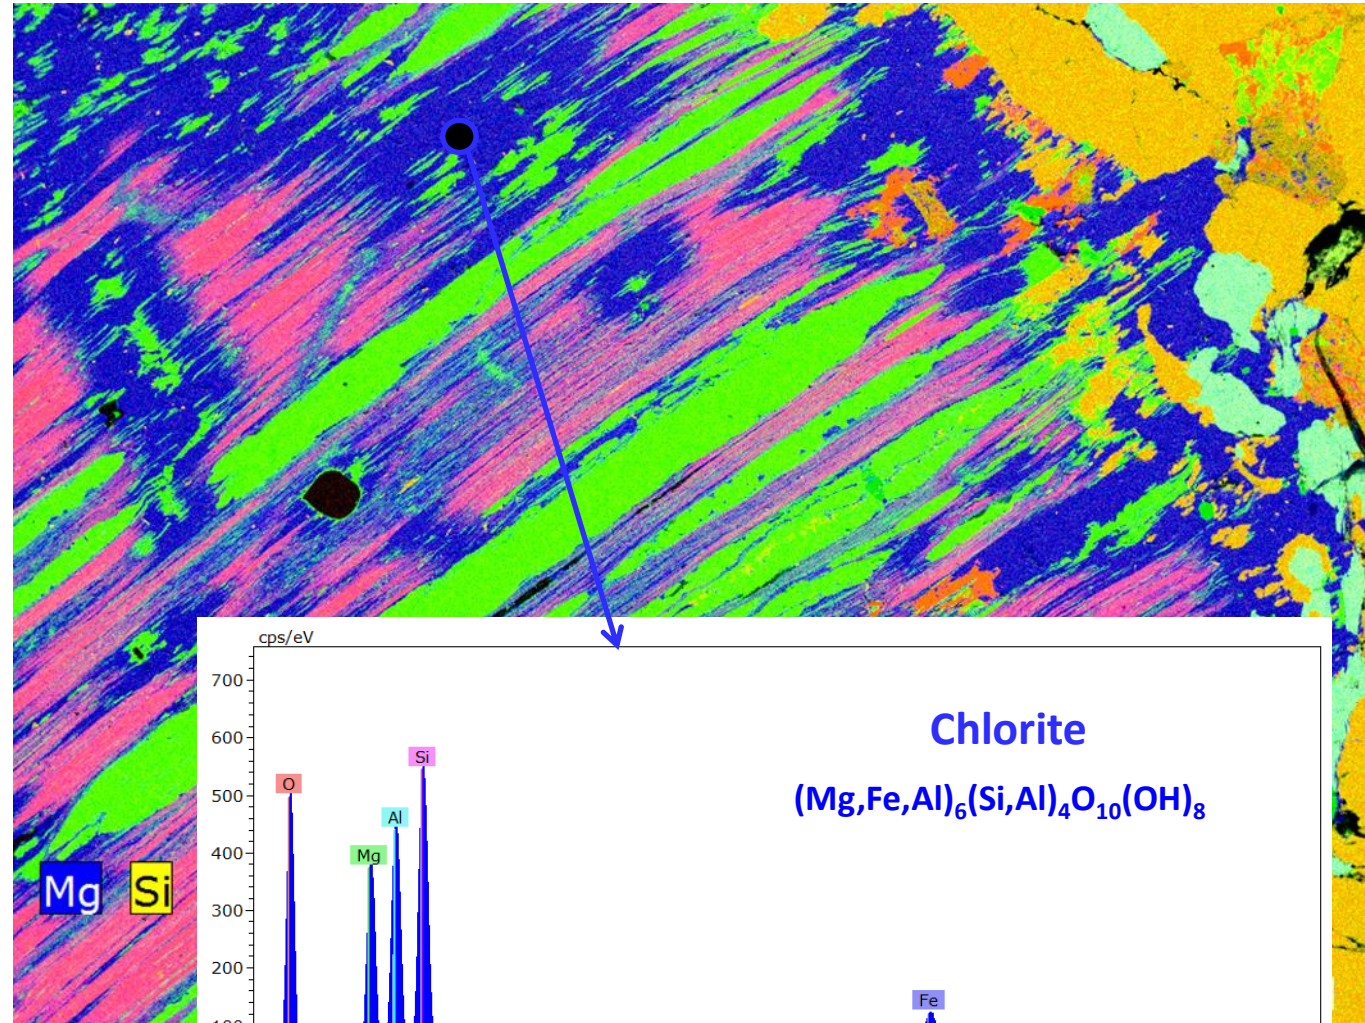 cps/eV
700
600
500
400
300
200
100
O
Mg
Al
Si
Fe
Chlorite
(Mg,Fe,Al)₆(Si,Al)₄O₁₀(OH)₈
Mg Si